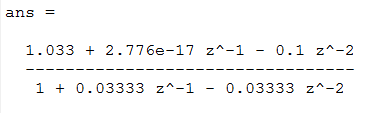 ans =
1.033 + 2.776e-17 z^-1 - 0.1 z^-2
---------------------------------
1 + 0.03333 z^-1 - 0.03333 z^-2